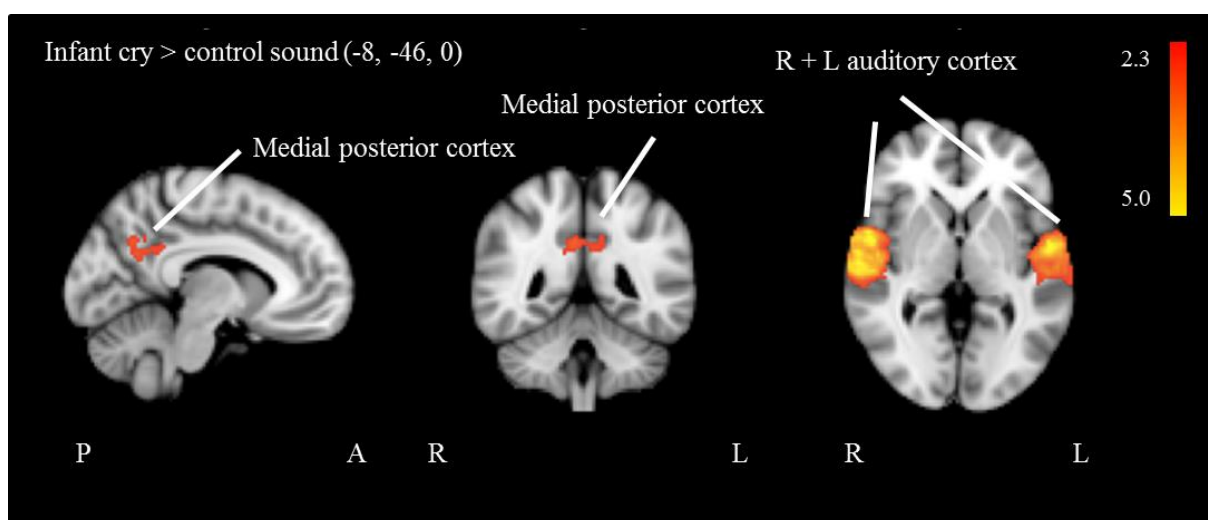 Infant cry > control sound (-8, -46, 0)
R + L auditory cortex
2.3
Medial posterior cortex
Medial posterior cortex
5.0
P
A
R
L
R
L